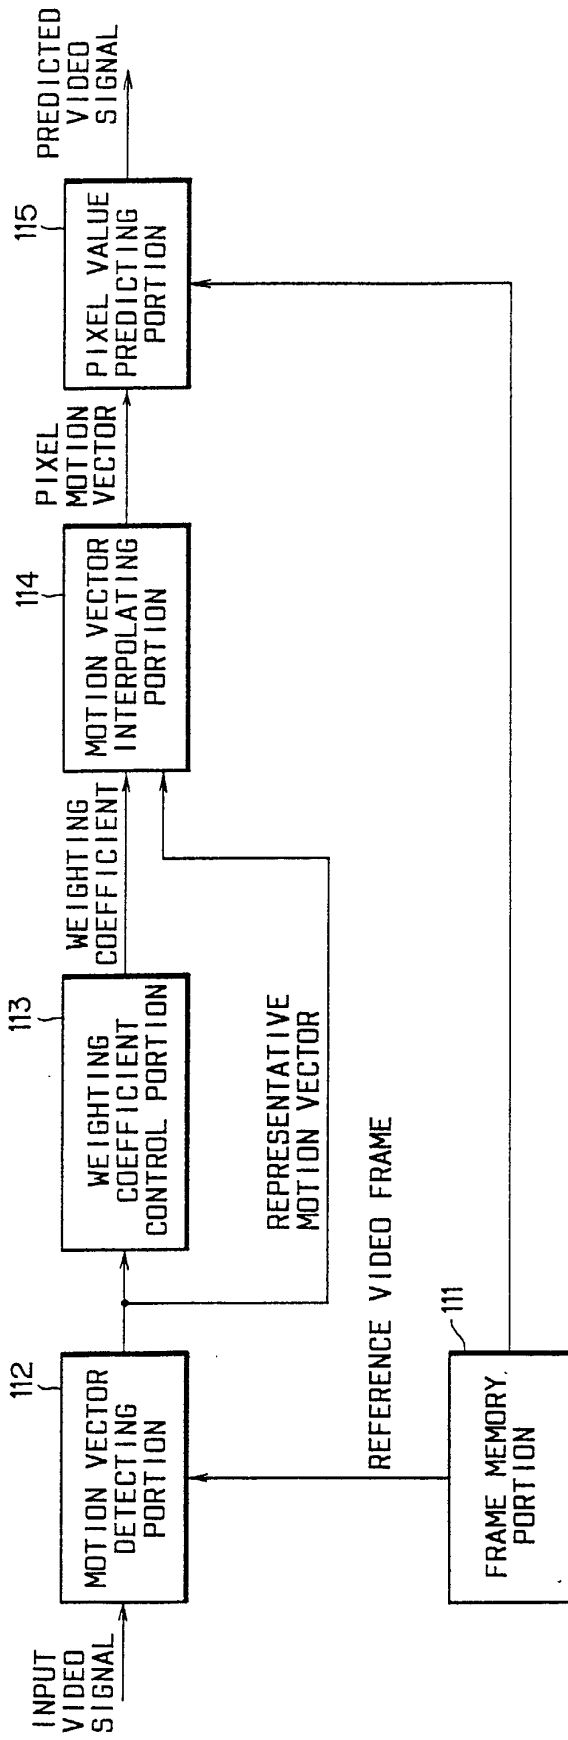 INPUT
VIDEO
SIGNAL
112
MOTION VECTOR
DETECTING
PORTION
113
WEIGHTING
COEFFICIENT
CONTROL PORTION
WEIGHTING
COEFFICIENT
114
MOTION VECTOR
INTERPOLATING
PORTION
PIXEL
MOTION
VECTOR
115
PIXEL VALUE
PREDICTING
PORTION
PREDICTED
VIDEO
SIGNAL
REPRESENTATIVE
MOTION VECTOR
REFERENCE VIDEO FRAME
111
FRAME MEMORY
PORTION